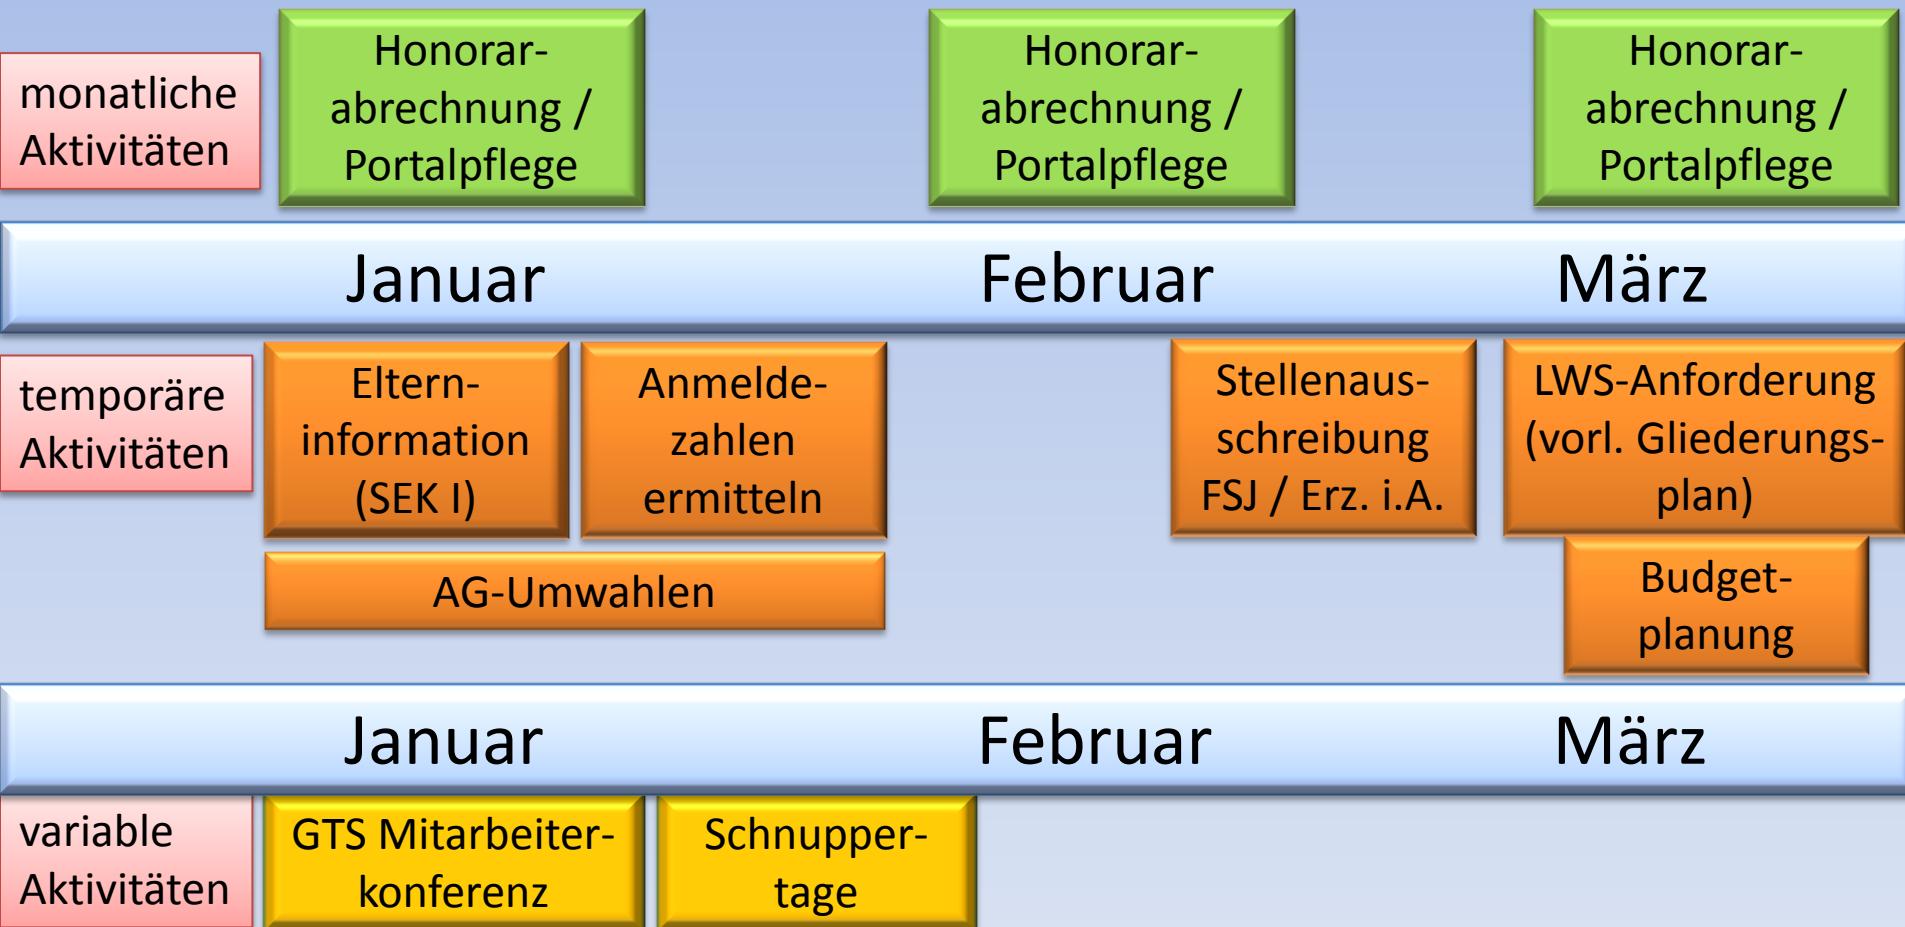 monatliche
Aktivitäten
Honorar-
abrechnung /
Portalpflege
Honorar-
abrechnung /
Portalpflege
Honorar-
abrechnung /
Portalpflege
Januar Februar März
temporäre
Aktivitäten
Eltern-
information
(SEK I)
Anmelde-
zahlen
ermitteln
Stellenaus-
schreibung
FSJ / Erz. i.A.
LWS-Anforderung
(vorl. Gliederungs-
plan)
AG-Umwahlen
Budget-
planung
Januar Februar März
variable
Aktivitäten
GTS Mitarbeiter-
konferenz
Schnupper-
tage